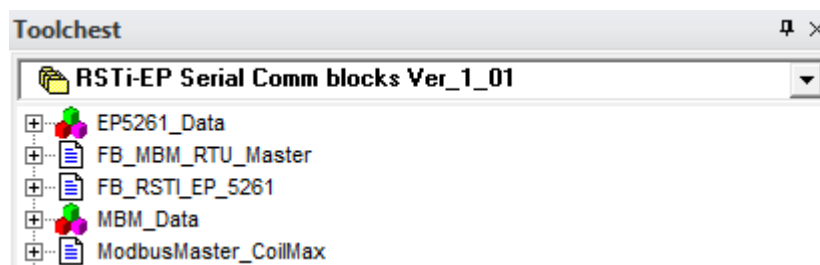 Toolchest
RSTi-EP Serial Comm blocks Ver_1_01
EP5261_Data
FB_MBM_RTU_Master
FB_RSTI_EP_5261
MBM_Data
ModbusMaster_CoilMax